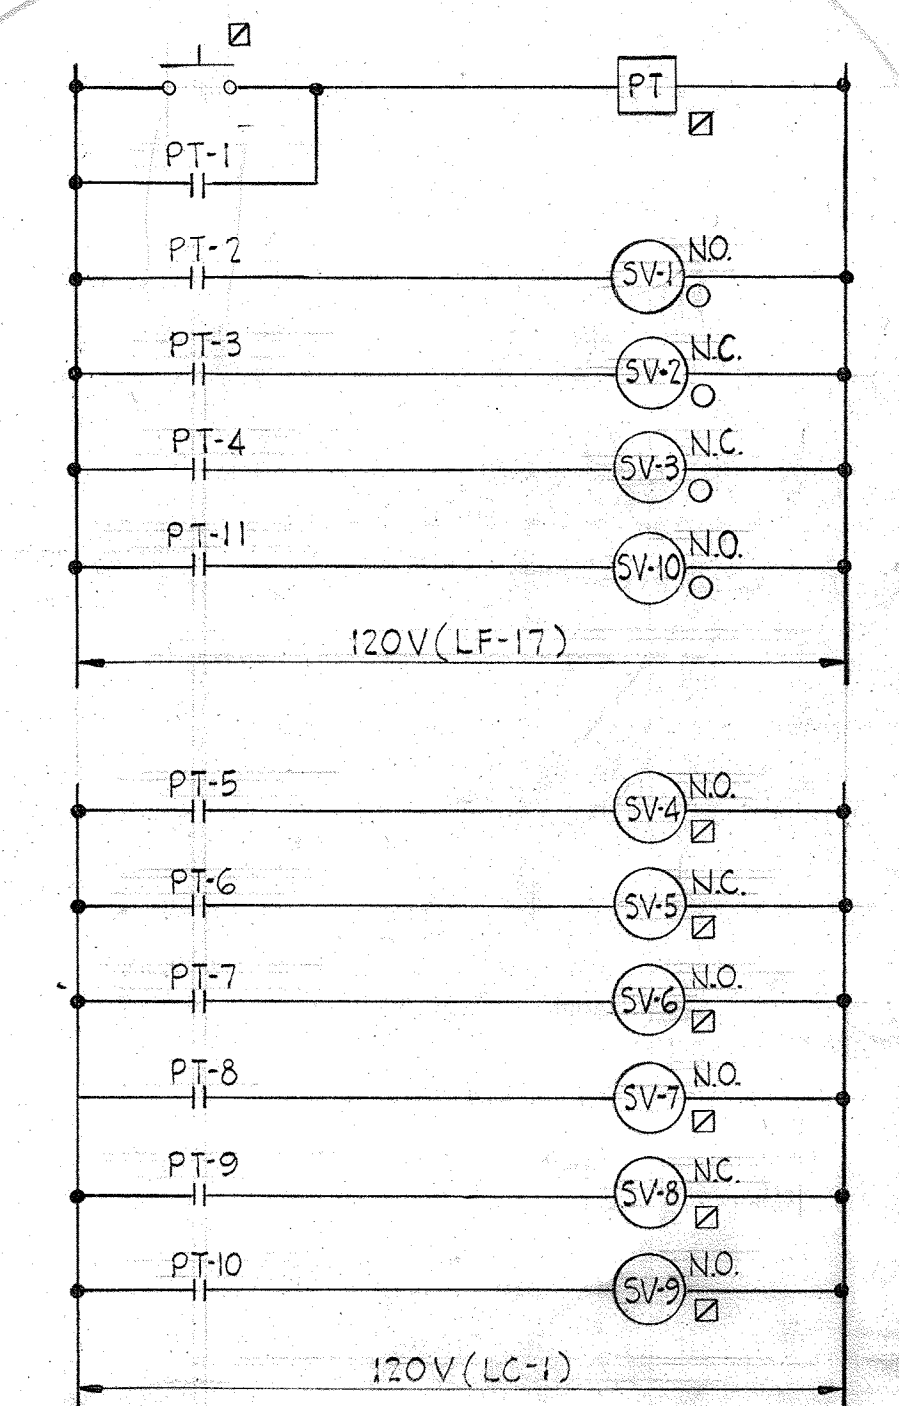 PT
PT-1
PT-2 SV-1 N.O.
PT-3 SV-2 N.C.
PT-4 SV-3 N.C.
PT-11 SV-10 N.O.
120V(LF-17)
PT-5 SV-4 N.O.
PT-6 SV-5 N.C.
PT-7 SV-6 N.O.
PT-8 SV-7 N.O.
PT-9 SV-8 N.C.
PT-10 SV-9 N.O.
120V(LC-1)